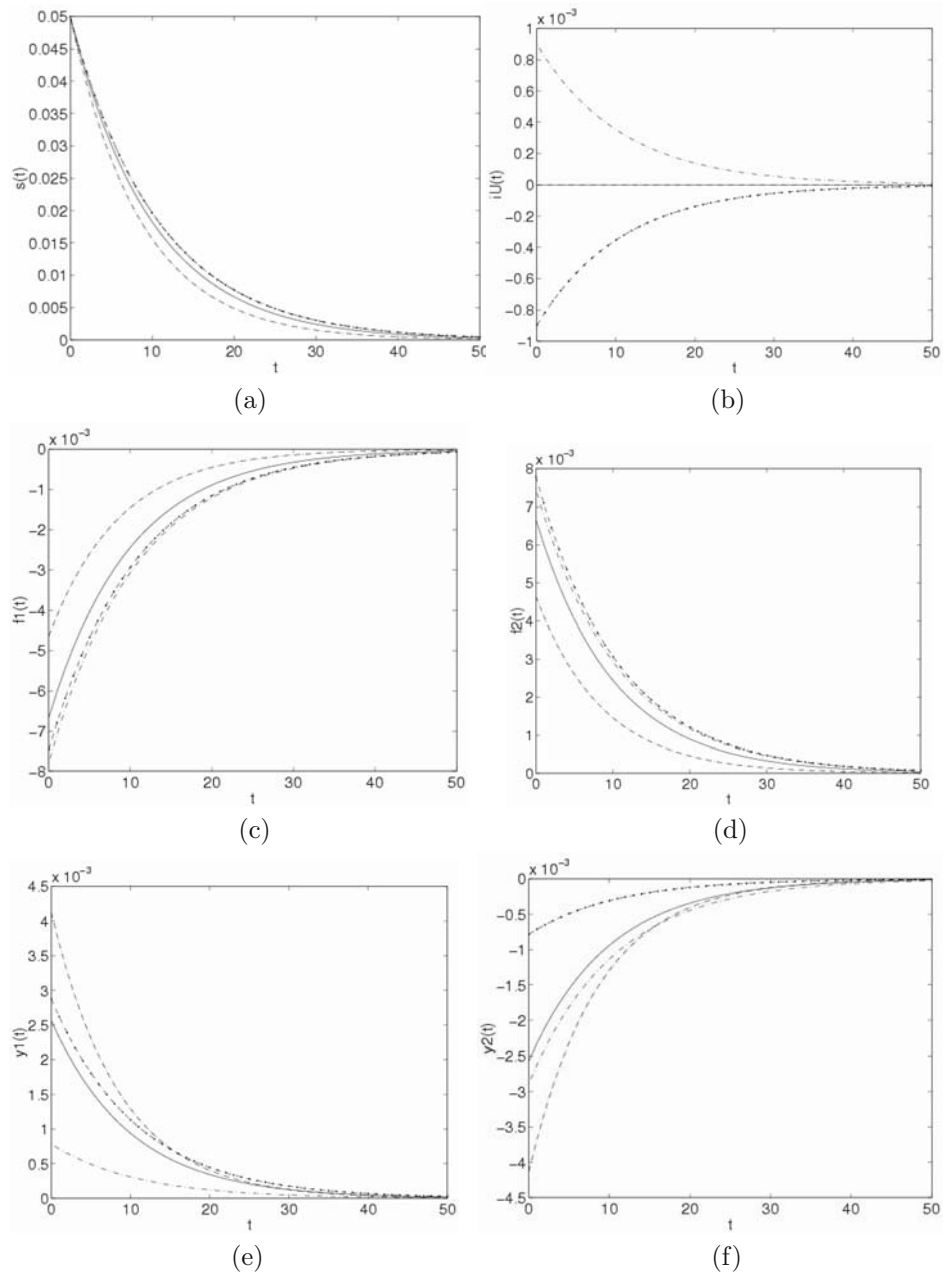 0.05
0.045
0.04
0.035
0.03
0.025
0.02
0.015
0.01
0.005
0
s(t)
0 10 20 30 40 50
t
(a)
x 10⁻³
1
0.8
0.6
0.4
0.2
0
-0.2
-0.4
-0.6
-0.8
-1
iU(t)
0 10 20 30 40 50
t
(b)
x 10⁻³
0
-1
-2
-3
-4
-5
-6
-7
-8
f1(t)
0 10 20 30 40 50
t
(c)
x 10⁻³
8
7
6
5
4
3
2
1
0
f2(t)
0 10 20 30 40 50
t
(d)
x 10⁻³
4.5
4
3.5
3
2.5
2
1.5
1
0.5
0
y1(t)
0 10 20 30 40 50
t
(e)
x 10⁻³
0
-0.5
-1
-1.5
-2
-2.5
-3
-3.5
-4
-4.5
y2(t)
0 10 20 30 40 50
t
(f)